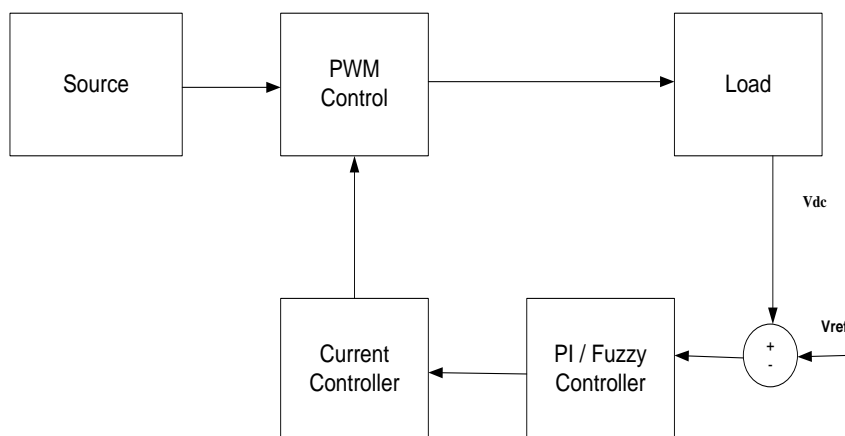 Source
PWM
Control
Load
Vdc
Vref
+
-
Current
Controller
PI / Fuzzy
Controller